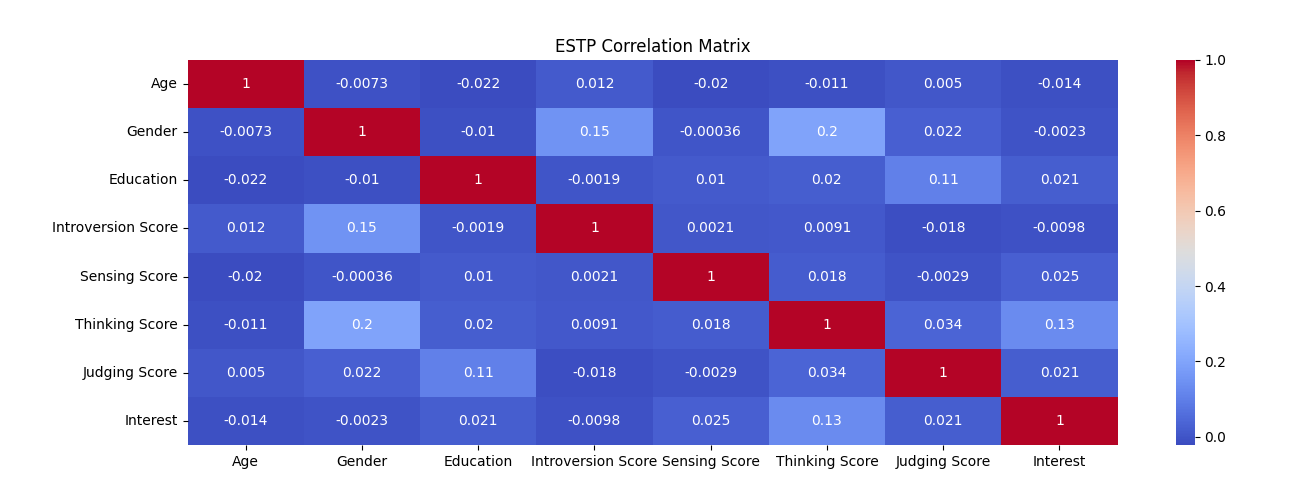 ESTP Correlation Matrix
Age 1 -0.0073 -0.022 0.012 -0.02 -0.011 0.005 -0.014
Gender -0.0073 1 -0.01 0.15 -0.00036 0.2 0.022 -0.0023
Education -0.022 -0.01 1 -0.0019 0.01 0.02 0.11 0.021
Introversion Score 0.012 0.15 -0.0019 1 0.0021 0.0091 -0.018 -0.0098
Sensing Score -0.02 -0.00036 0.01 0.0021 1 0.018 -0.0029 0.025
Thinking Score -0.011 0.2 0.02 0.0091 0.018 1 0.034 0.13
Judging Score 0.005 0.022 0.11 -0.018 -0.0029 0.034 1 0.021
Interest -0.014 -0.0023 0.021 -0.0098 0.025 0.13 0.021 1
Age Gender Education Introversion Score Sensing Score Thinking Score Judging Score Interest
1.0
0.8
0.6
0.4
0.2
0.0